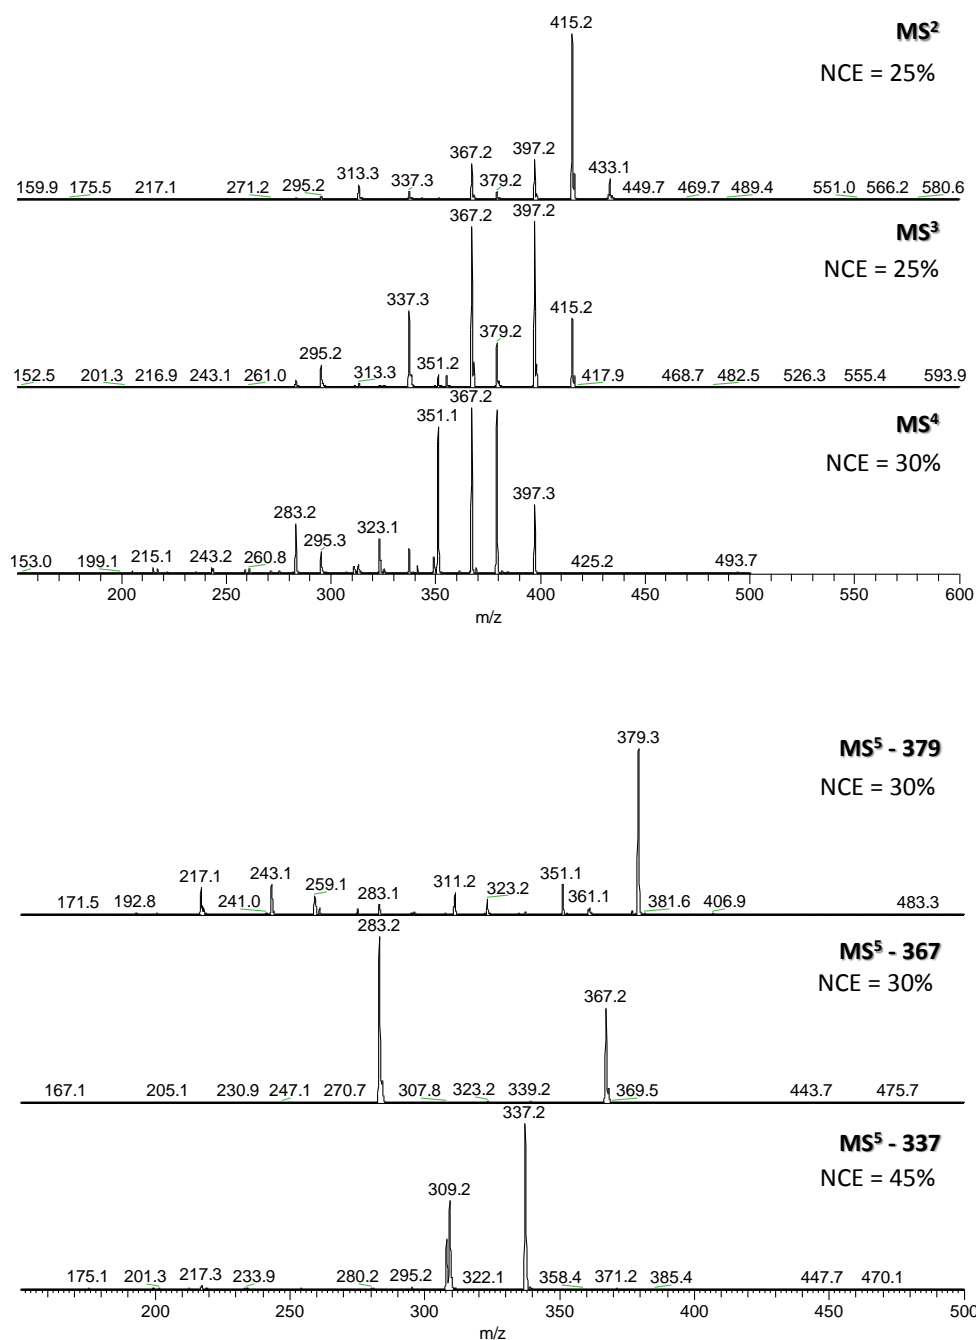 415.2
MS²
NCE = 25%
367.2
397.2
313.3
337.3
379.2
433.1
159.9 175.5 217.1 271.2 295.2 449.7 469.7 489.4 551.0 566.2 580.6
367.2
397.2
MS³
NCE = 25%
337.3
415.2
379.2
295.2
351.2
152.5 201.3 216.9 243.1 261.0 313.3 417.9 468.7 482.5 526.3 555.4 593.9
367.2
351.1
MS⁴
NCE = 30%
397.3
283.2
323.1
295.3
153.0 199.1 215.1 243.2 260.8 425.2 493.7
200 250 300 350 400 450 500 550 600
m/z
379.3
MS⁵ - 379
NCE = 30%
217.1 243.1
259.1
311.2
323.2
351.1
361.1
171.5 192.8 241.0 283.1 381.6 406.9 483.3
283.2
MS⁵ - 367
NCE = 30%
367.2
167.1 205.1 230.9 247.1 270.7 307.8 323.2 339.2 369.5 443.7 475.7
337.2
MS⁵ - 337
NCE = 45%
309.2
175.1 201.3 217.3 233.9 280.2 295.2 322.1 358.4 371.2 385.4 447.7 470.1
200 250 300 350 400 450 500
m/z